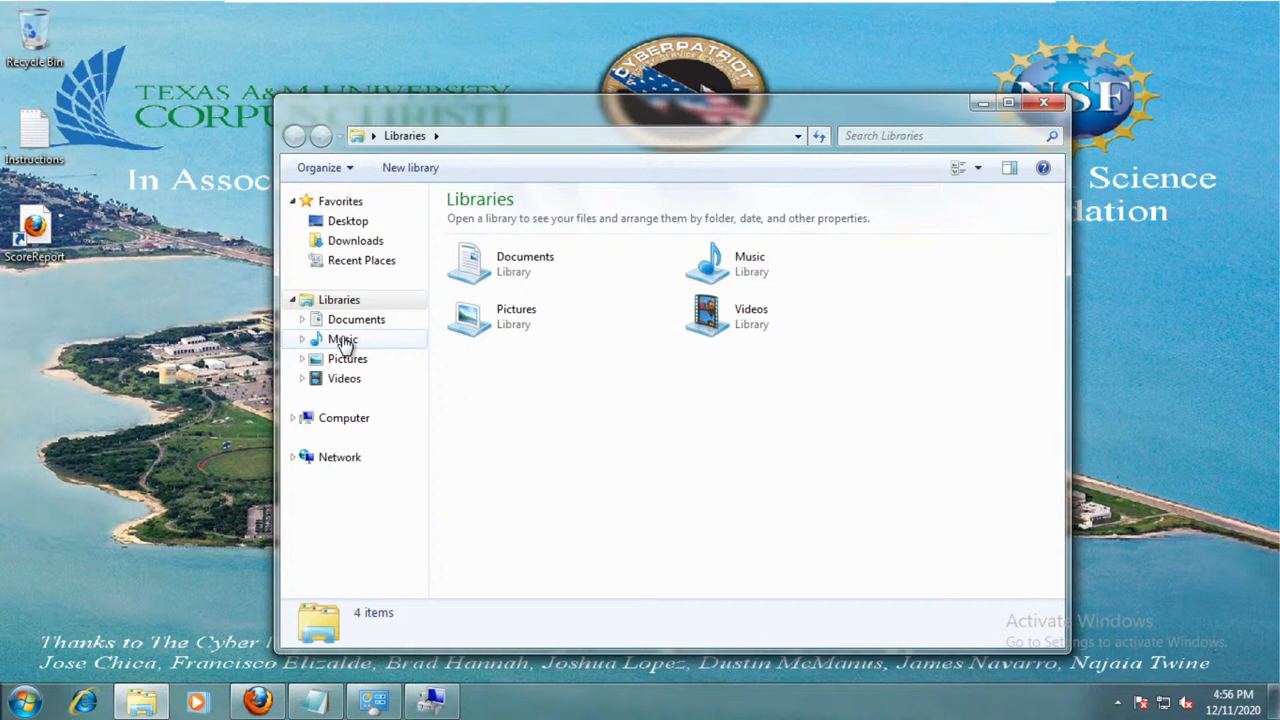 Recycle Bin
TEXAS A&M UNIVERSITY
CYBERPATRIOT
NSF
Instructions
In Assoc
Science
dation
ScoreReport
Libraries
Search Libraries
Organize
New library
Favorites
Desktop
Downloads
Recent Places
Libraries
Documents
Music
Pictures
Videos
Computer
Network
Libraries
Open a library to see your files and arrange them by folder, date, and other properties.
Documents
Library
Music
Library
Pictures
Library
Videos
Library
4 items
Activate Windows
Go to Settings to activate Windows.
Thanks to The Cyber
Jose Chica, Francisco Elizalde, Brad Hannah, Joshua Lopez, Dustin McManus, James Navarro, Najaia Twine
4:56 PM
12/11/2020